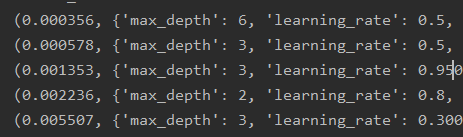 (0.000356, {'max_depth': 6, 'learning_rate': 0.5,
(0.000578, {'max_depth': 3, 'learning_rate': 0.5,
(0.001353, {'max_depth': 3, 'learning_rate': 0.950
(0.002236, {'max_depth': 2, 'learning_rate': 0.8,
(0.005507, {'max_depth': 3, 'learning_rate': 0.300